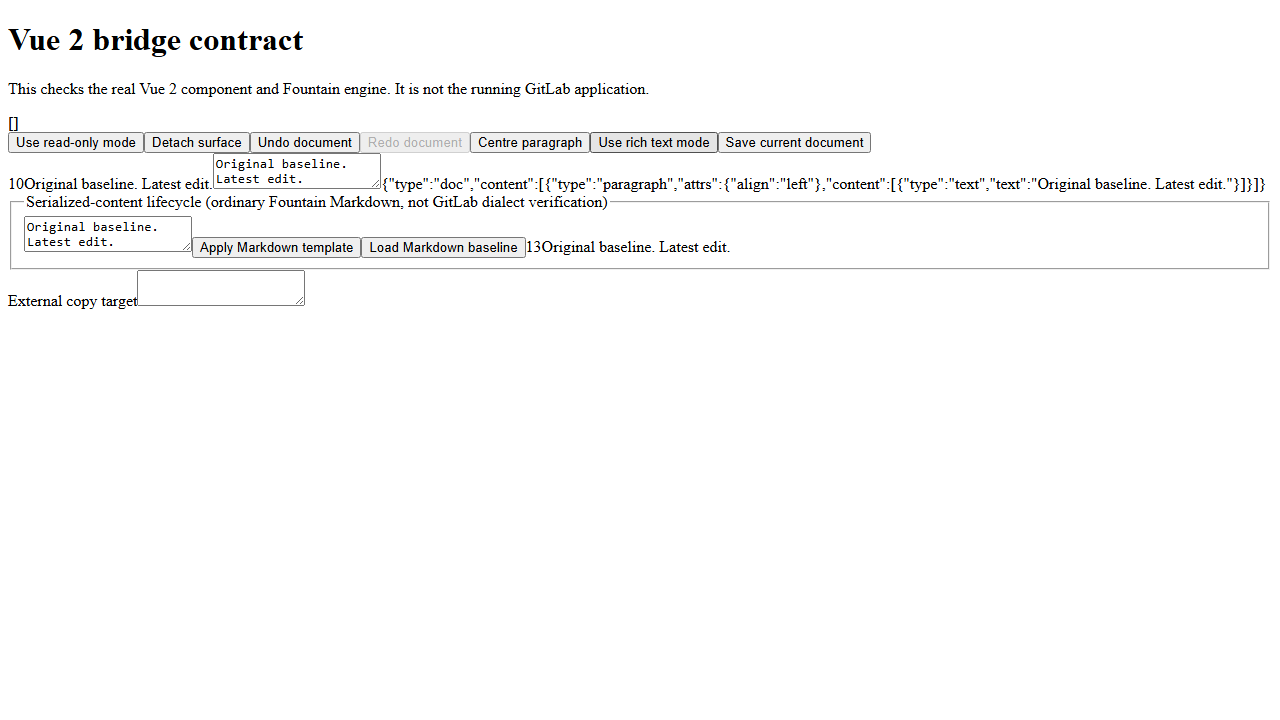 Vue 2 bridge contract
This checks the real Vue 2 component and Fountain engine. It is not the running GitLab application.
[]
Use read-only mode Detach surface Undo document Redo document Centre paragraph Use rich text mode Save current document
Original baseline.
10Original baseline. Latest edit. Latest edit. {"type":"doc","content":[{"type":"paragraph","attrs":{"align":"left"},"content":[{"type":"text","text":"Original baseline. Latest edit."}]}]}
Serialized-content lifecycle (ordinary Fountain Markdown, not GitLab dialect verification)
Original baseline.
Latest edit. Apply Markdown template Load Markdown baseline 13Original baseline. Latest edit.
External copy target